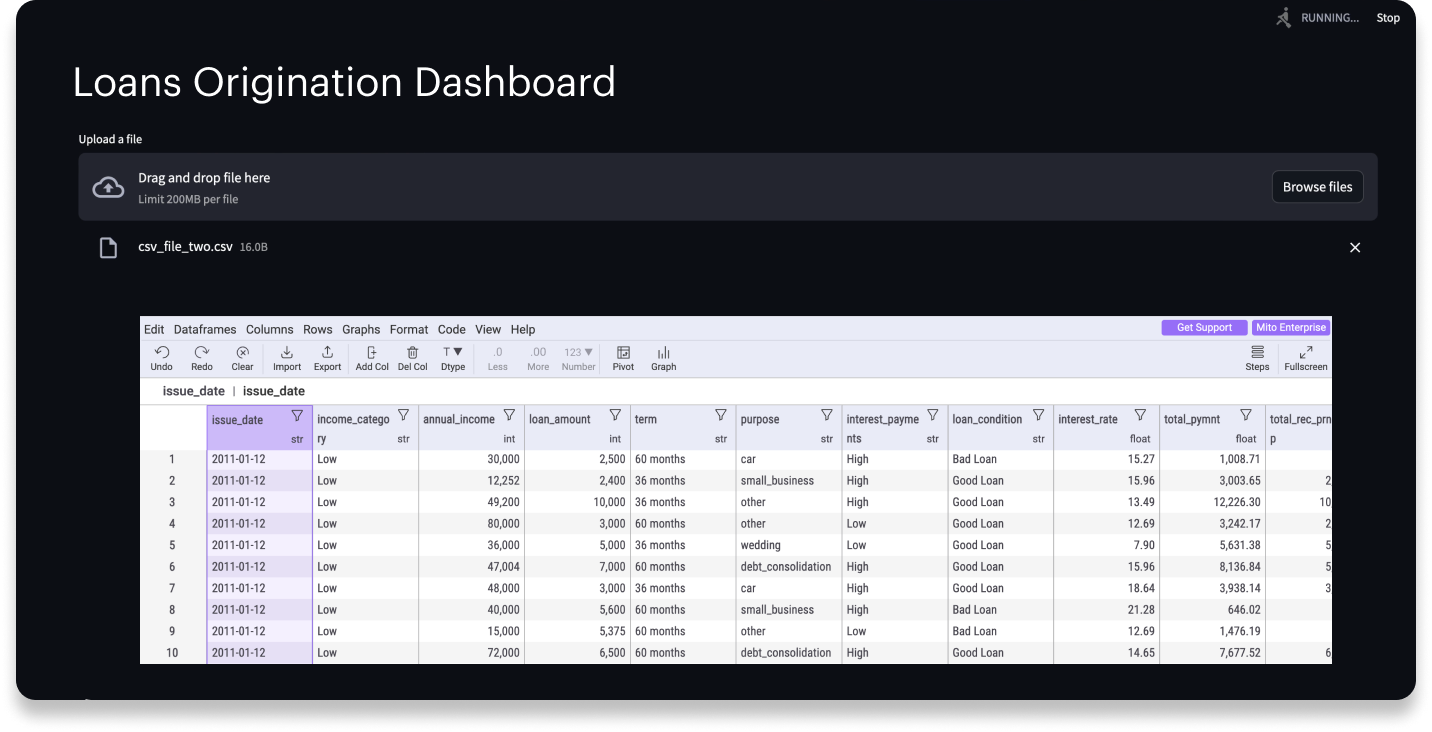 RUNNING... Stop
Loans Origination Dashboard
Upload a file
Drag and drop file here
Limit 200MB per file
Browse files
csv_file_two.csv 16.0B
Edit Dataframes Columns Rows Graphs Format Code View Help Get Support Mito Enterprise
.0 .00 123
Undo Redo Clear Import Export Add Col Del Col T Dtype Less More Number Pivot Graph Steps Fullscreen
issue_date | issue_date
issue_date income_catego annual_income loan_amount term purpose interest_payme loan_condition interest_rate total_pymnt total_rec_prn
str ry str int int str str nts str str float float p
1 2011-01-12 Low 30,000 2,500 60 months car High Bad Loan 15.27 1,008.71
2 2011-01-12 Low 12,252 2,400 36 months small_business High Good Loan 15.96 3,003.65 2
3 2011-01-12 Low 49,200 10,000 36 months other High Good Loan 13.49 12,226.30 10
4 2011-01-12 Low 80,000 3,000 60 months other Low Good Loan 12.69 3,242.17 2
5 2011-01-12 Low 36,000 5,000 36 months wedding Low Good Loan 7.90 5,631.38 5
6 2011-01-12 Low 47,004 7,000 60 months debt_consolidation High Good Loan 15.96 8,136.84 5
7 2011-01-12 Low 48,000 3,000 36 months car High Good Loan 18.64 3,938.14 3
8 2011-01-12 Low 40,000 5,600 60 months small_business High Bad Loan 21.28 646.02
9 2011-01-12 Low 15,000 5,375 60 months other Low Bad Loan 12.69 1,476.19
10 2011-01-12 Low 72,000 6,500 60 months debt_consolidation High Good Loan 14.65 7,677.52 6